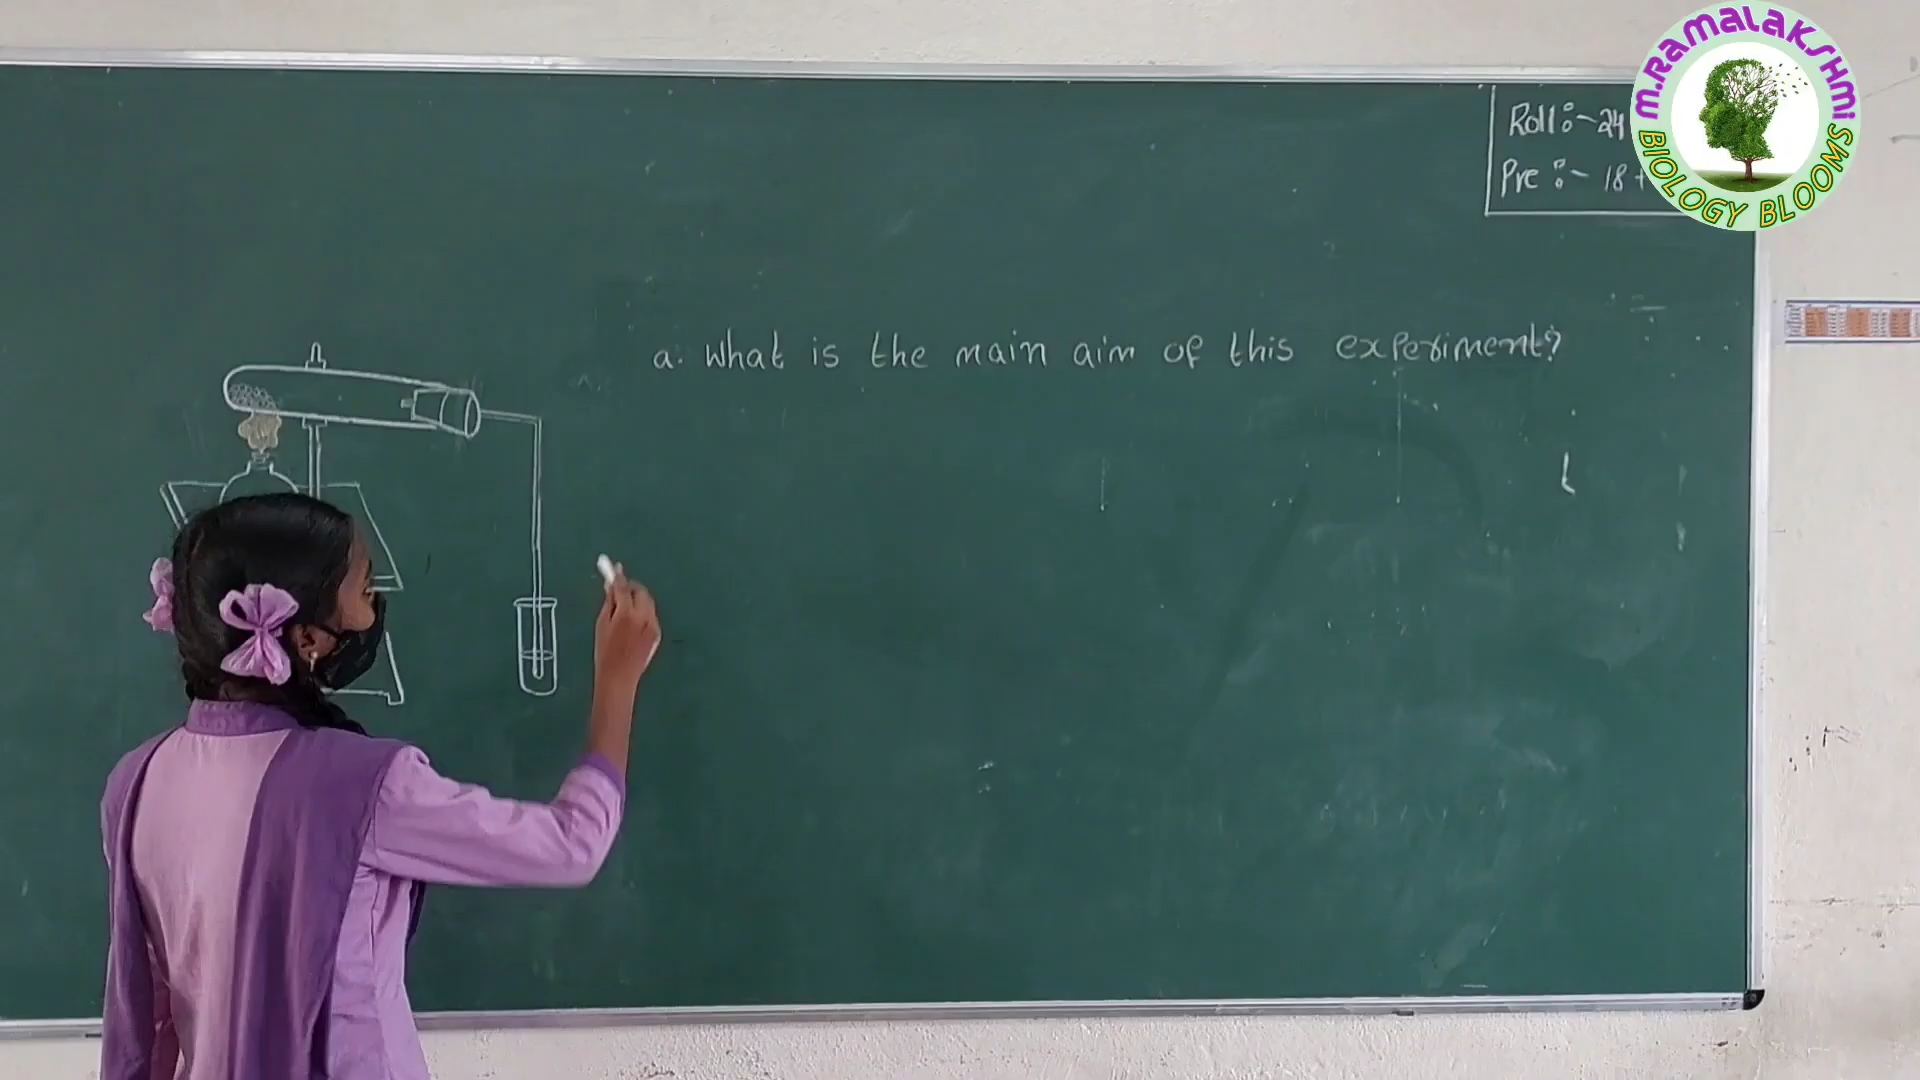 M.RAMALAKSHMI
BIOLOGY BLOOMS
Roll :- 24
Pre :- 18 +
a. What is the main aim of this experiment?